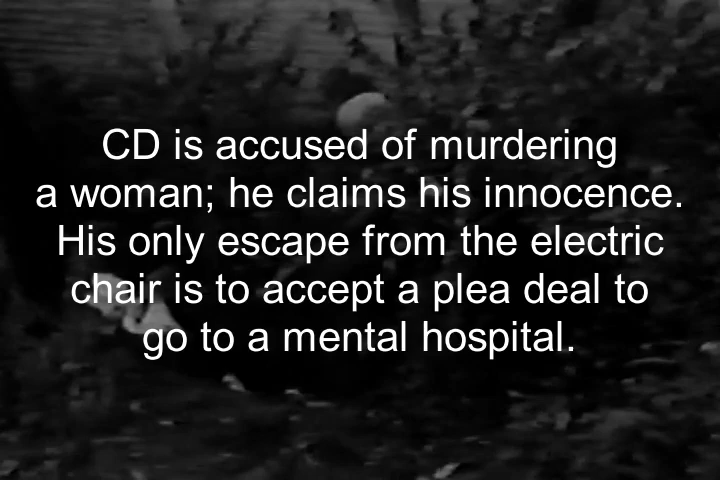 CD is accused of murdering
a woman; he claims his innocence.
His only escape from the electric
chair is to accept a plea deal to
go to a mental hospital.